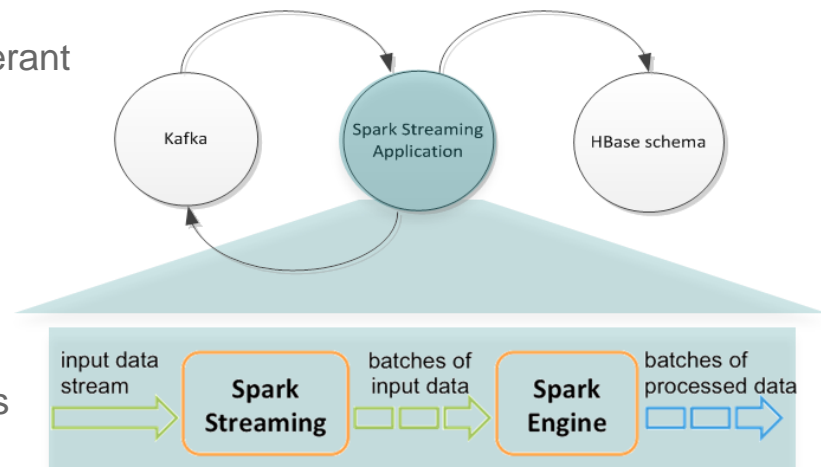 erant
Kafka
Spark Streaming
Application
HBase schema
s
input data
stream
Spark
Streaming
batches of
input data
Spark
Engine
batches of
processed data